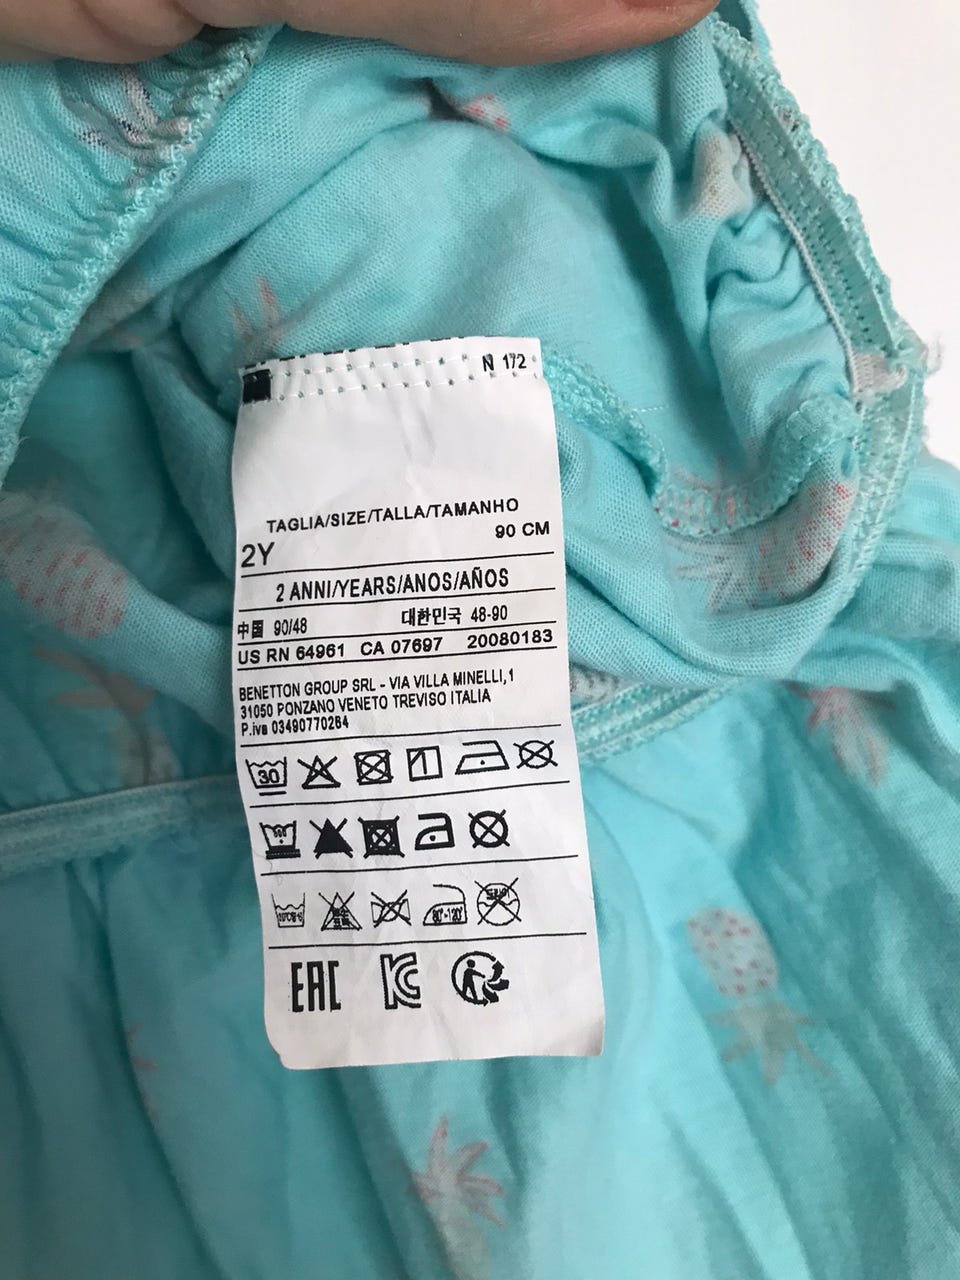 N 172
TAGLIA/SIZE/TALLA/TAMANHO
2Y 90 CM
2 ANNI/YEARS/ANOS/AÑOS
中国 90/48 대한민국 48-90
US RN 64961 CA 07697 20080183
BENETTON GROUP SRL - VIA VILLA MINELLI,1
31050 PONZANO VENETO TREVISO ITALIA
P.iva 03490770264
30
80°-120°
EAC
KC